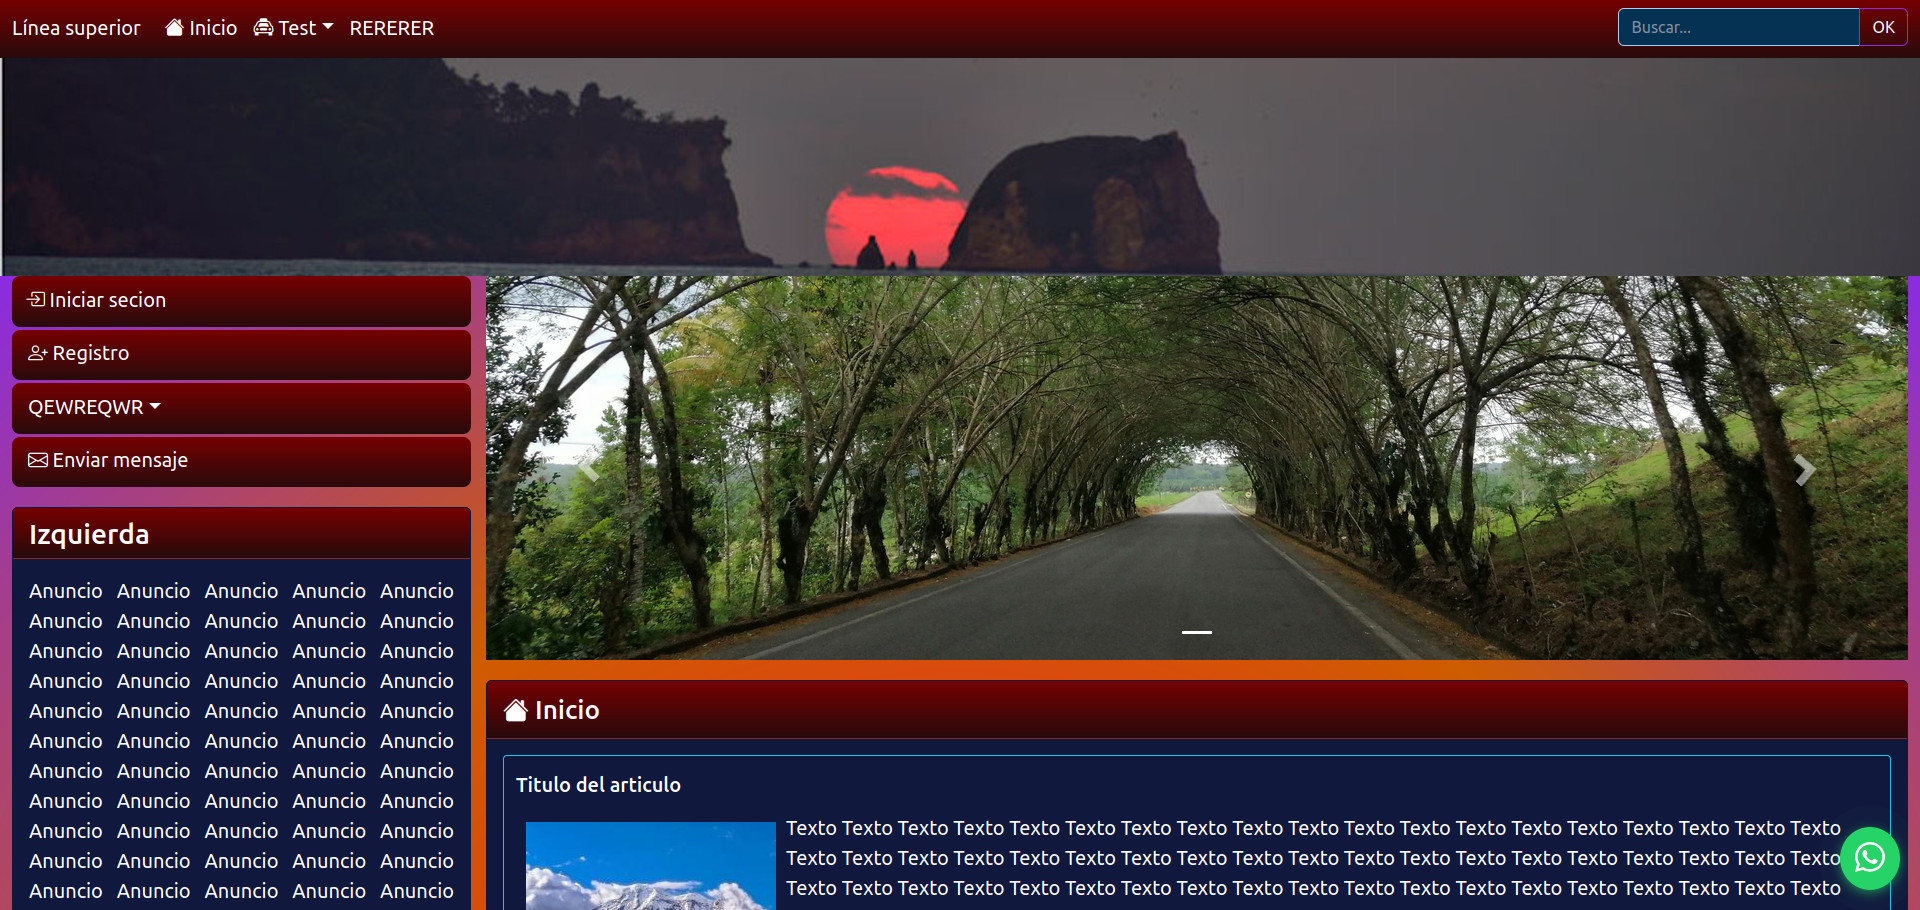 Línea superior Inicio Test RERERER Buscar... OK
Iniciar secion
Registro
QEWREQWR
Enviar mensaje
Izquierda
Anuncio Anuncio Anuncio Anuncio Anuncio
Anuncio Anuncio Anuncio Anuncio Anuncio
Anuncio Anuncio Anuncio Anuncio Anuncio
Anuncio Anuncio Anuncio Anuncio Anuncio
Anuncio Anuncio Anuncio Anuncio Anuncio
Anuncio Anuncio Anuncio Anuncio Anuncio
Anuncio Anuncio Anuncio Anuncio Anuncio
Anuncio Anuncio Anuncio Anuncio Anuncio
Anuncio Anuncio Anuncio Anuncio Anuncio
Anuncio Anuncio Anuncio Anuncio Anuncio
Anuncio Anuncio Anuncio Anuncio Anuncio
Inicio
Titulo del articulo
Texto Texto Texto Texto Texto Texto Texto Texto Texto Texto Texto Texto Texto Texto Texto Texto Texto Texto Texto
Texto Texto Texto Texto Texto Texto Texto Texto Texto Texto Texto Texto Texto Texto Texto Texto Texto Texto Texto
Texto Texto Texto Texto Texto Texto Texto Texto Texto Texto Texto Texto Texto Texto Texto Texto Texto Texto Texto